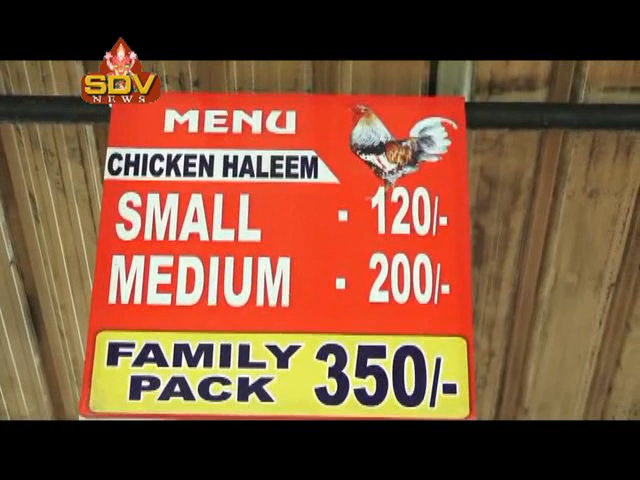 SDV
NEWS
MENU
CHICKEN HALEEM
SMALL - 120/-
MEDIUM - 200/-
FAMILY PACK 350/-